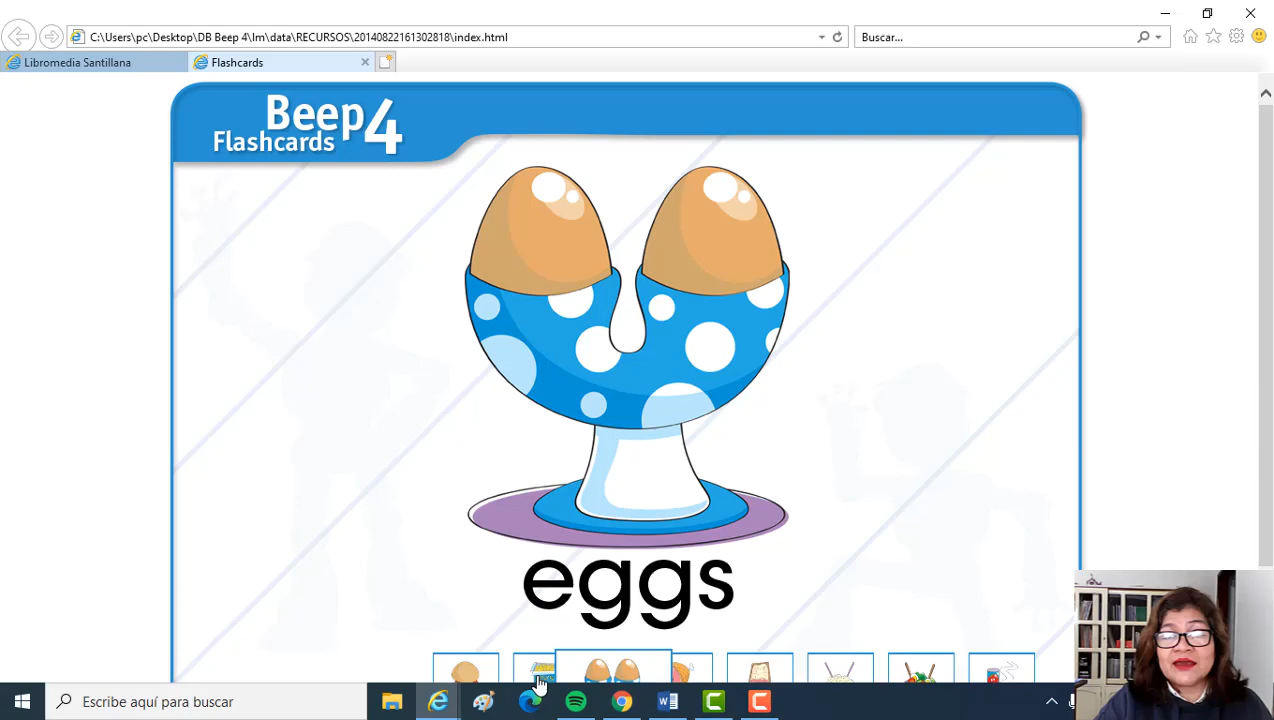 C:\Users\pc\Desktop\DB Beep 4\lm\data\RECURSOS\20140822161302818\index.html
Buscar...
Libromedia Santillana
Flashcards
Beep 4
Flashcards
eggs
Escribe aquí para buscar